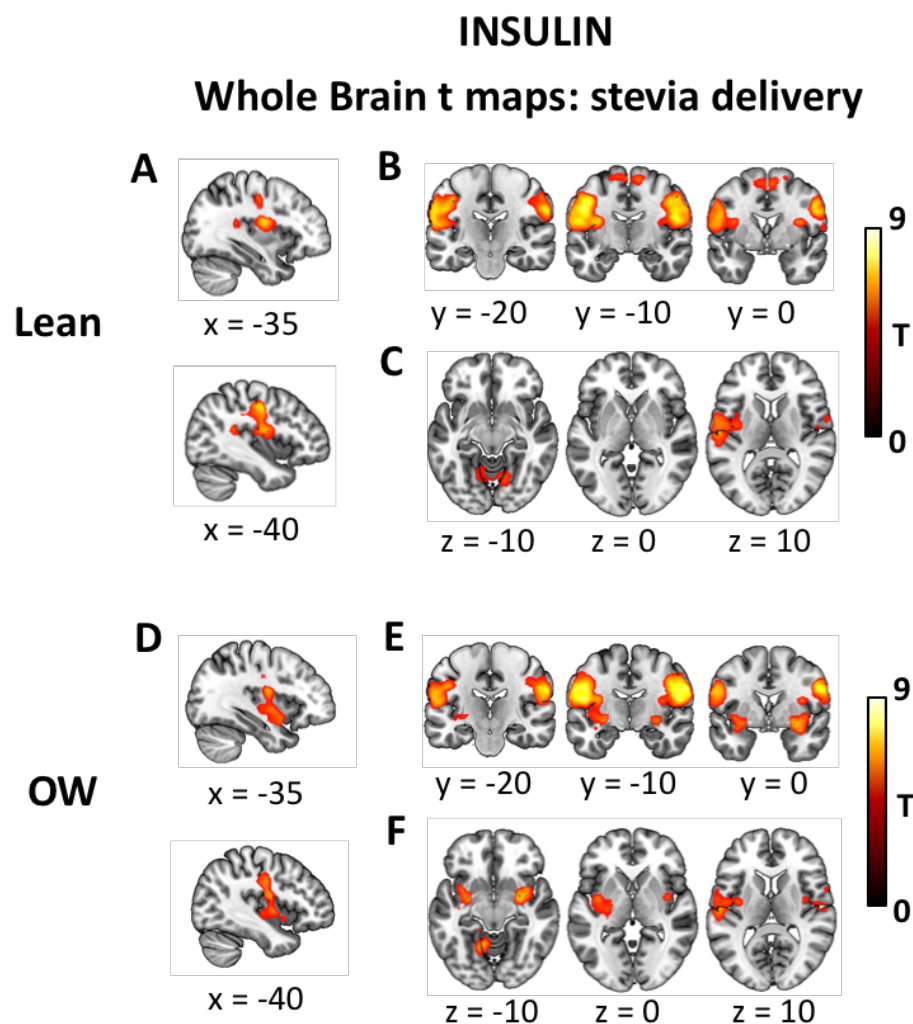 INSULIN
Whole Brain t maps: stevia delivery
A
B
x = -35
y = -20
y = -10
y = 0
Lean
C
x = -40
z = -10
z = 0
z = 10
9
T
0
D
E
x = -35
y = -20
y = -10
y = 0
OW
F
x = -40
z = -10
z = 0
z = 10
9
T
0